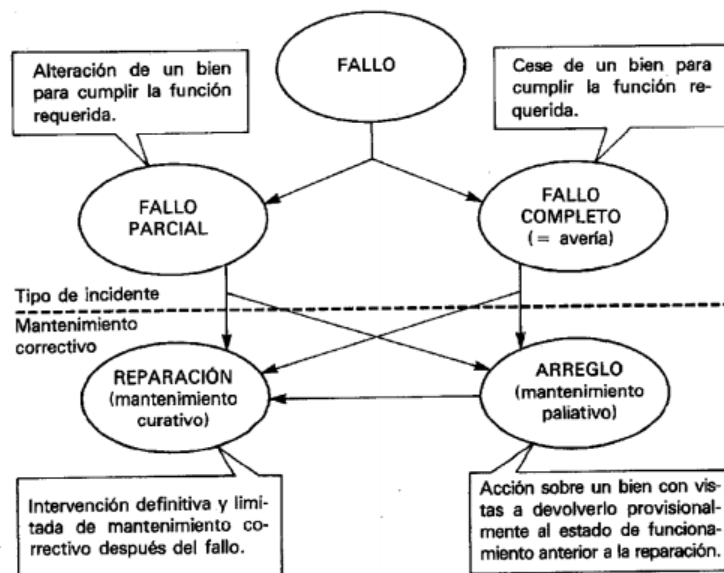 FALLO
Alteración de un bien
para cumplir la función
requerida.
Cese de un bien para
cumplir la función re-
querida.
FALLO
PARCIAL
FALLO
COMPLETO
(= avería)
Tipo de incidente
Mantenimiento
correctivo
REPARACIÓN
(mantenimiento
curativo)
ARREGLO
(mantenimiento
paliativo)
Intervención definitiva y limi-
tada de mantenimiento co-
rrectivo después del fallo.
Acción sobre un bien con vis-
tas a devolverlo provisional-
mente al estado de funciona-
miento anterior a la reparación.